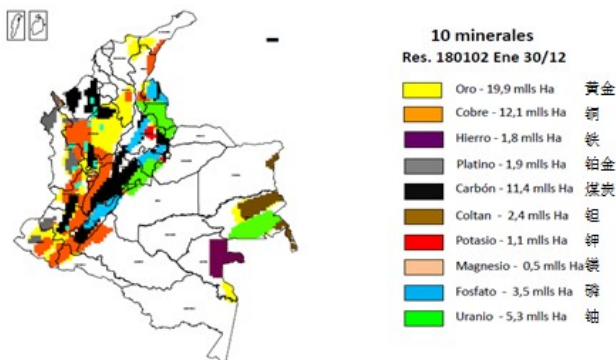 10 minerales
Res. 180102 Ene 30/12
Oro - 19,9 mlls Ha 黄金
Cobre - 12,1 mlls Ha 铜
Hierro - 1,8 mlls Ha 铁
Platino - 1,9 mlls Ha 铂金
Carbón - 11,4 mlls Ha 煤炭
Coltan - 2,4 mlls Ha 钽
Potasio - 1,1 mlls Ha 钾
Magnesio - 0,5 mlls Ha 镁
Fosfato - 3,5 mlls Ha 磷
Uranio - 5,3 mlls Ha 铀